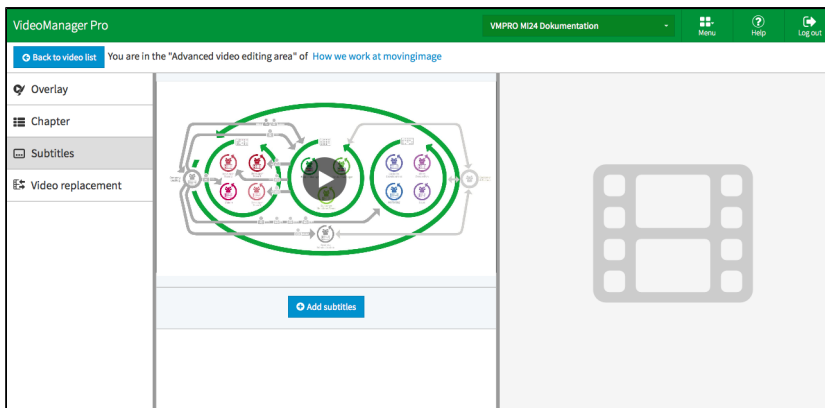 VideoManager Pro
VMPRO MI24 Dokumentation
Menu
Help
Log out
Back to video list
You are in the "Advanced video editing area" of How we work at movingimage
Overlay
Chapter
Subtitles
Video replacement
Add subtitles